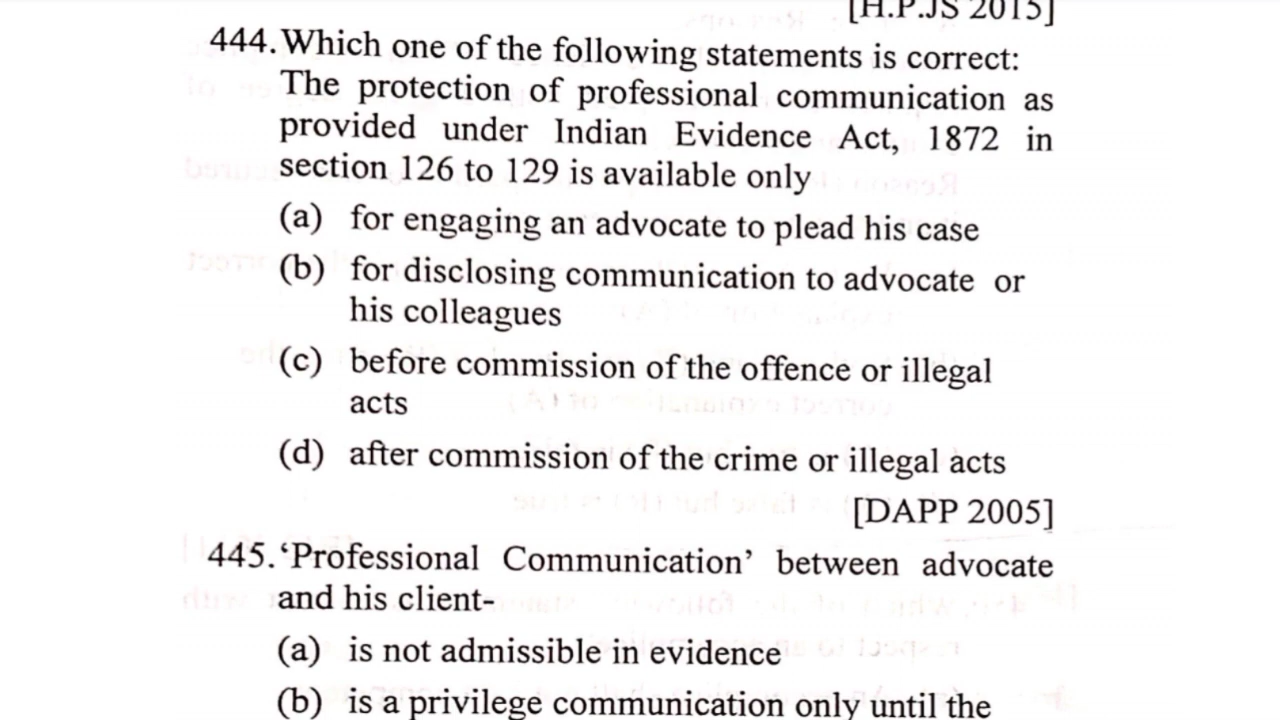 [H.P.JS 2015]
444. Which one of the following statements is correct:
The protection of professional communication as
provided under Indian Evidence Act, 1872 in
section 126 to 129 is available only
(a) for engaging an advocate to plead his case
(b) for disclosing communication to advocate or
his colleagues
(c) before commission of the offence or illegal
acts
(d) after commission of the crime or illegal acts
[DAPP 2005]
445. ‘Professional Communication’ between advocate
and his client-
(a) is not admissible in evidence
(b) is a privilege communication only until the